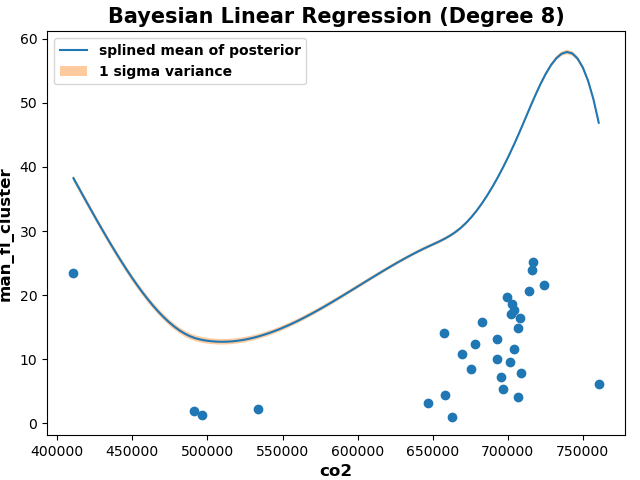 Bayesian Linear Regression (Degree 8)
splined mean of posterior
1 sigma variance
60
50
40
30
20
10
0
man_fl_cluster
400000 450000 500000 550000 600000 650000 700000 750000
co2